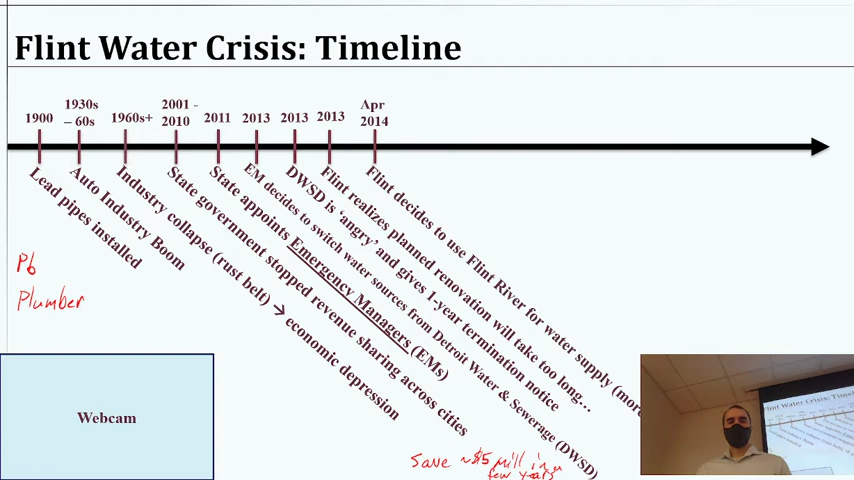 Flint Water Crisis: Timeline
1900
1930s
– 60s
1960s+
2001 -
2010
2011
2013
2013
2013
Apr
2014
Lead pipes installed
Auto Industry Boom
Industry collapse (rust belt) → economic depression
State government stopped revenue sharing across cities
State appoints Emergency Managers (EMs)
EM decides to switch water sources from Detroit Water & Sewerage (DWSD)
DWSD is ‘angry’ and gives 1-year termination notice
Flint realizes planned renovation will take too long…
Flint decides to use Flint River for water supply (more
Pb
Plumber
Webcam
Save ~$5 mill in a
few years
Flint Water Crisis: Timel